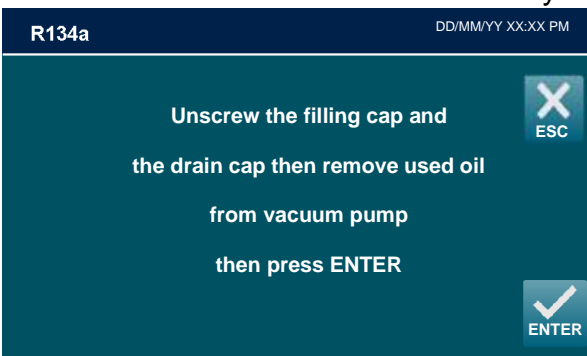 R134a
DD/MM/YY XX:XX PM
Unscrew the filling cap and
ESC
the drain cap then remove used oil
from vacuum pump
then press ENTER
ENTER